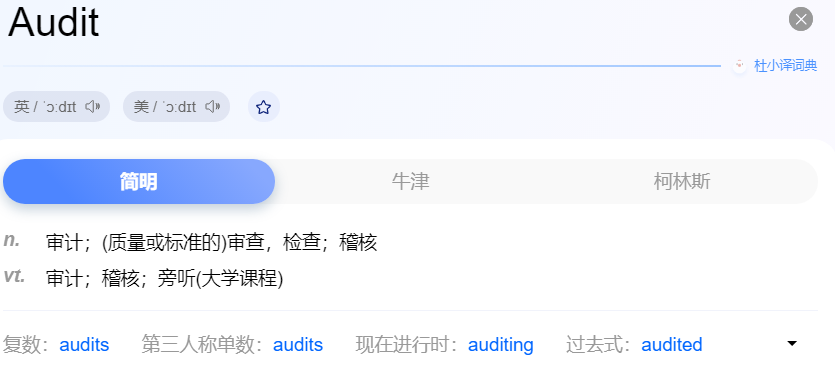 Audit
杜小译词典
英 / ˈɔːdɪt 美 / ˈɔːdɪt
简明 牛津 柯林斯
n. 审计；(质量或标准的)审查，检查；稽核
vt. 审计；稽核；旁听(大学课程)
复数：audits 第三人称单数：audits 现在进行时：auditing 过去式：audited